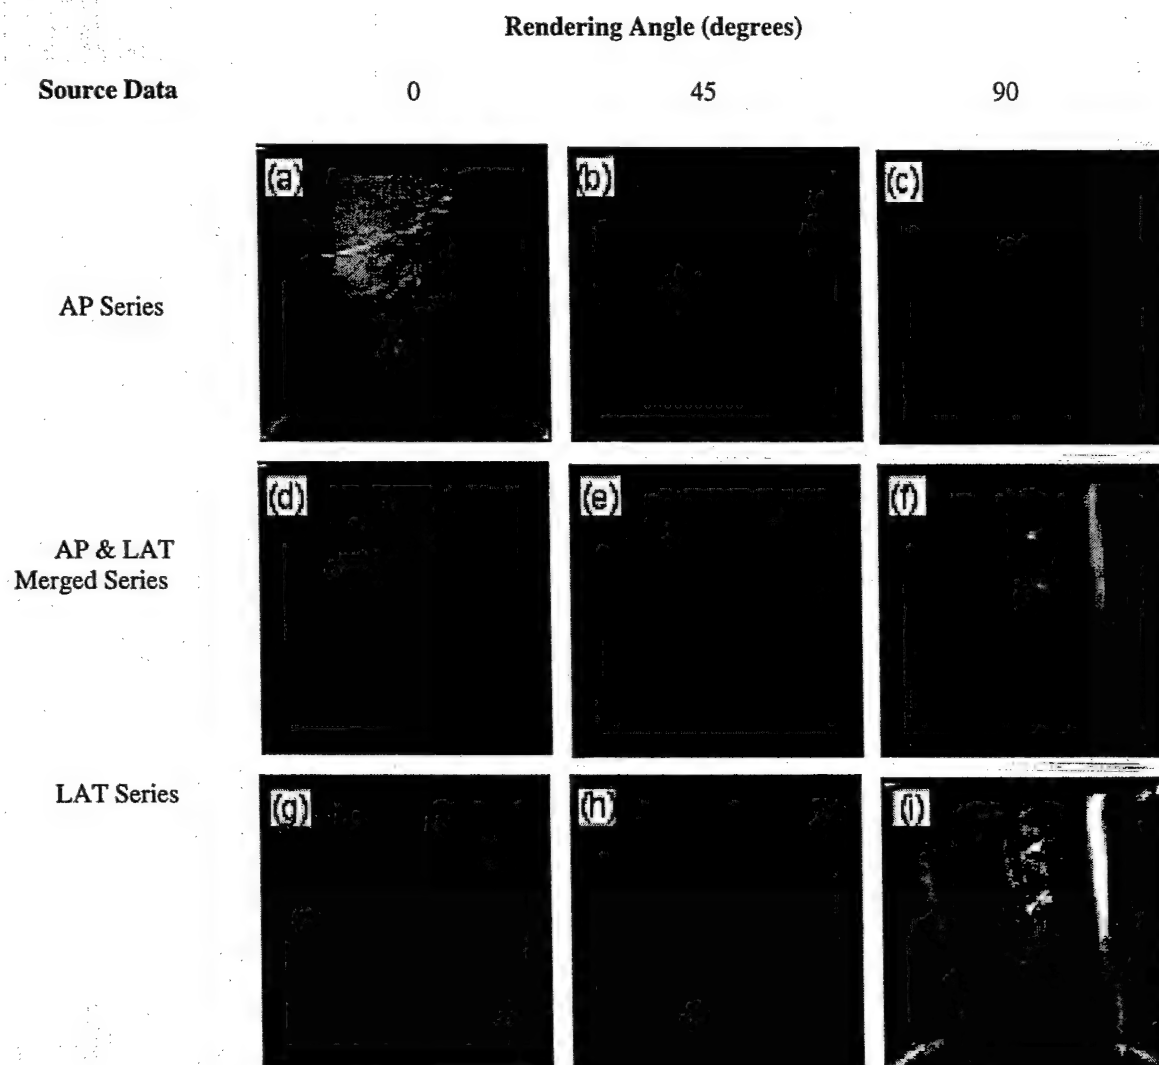 Rendering Angle (degrees)
Source Data 0 45 90
(a) (b) (c)
AP Series
(d) (e) (f)
AP & LAT
Merged Series
(g) (h) (i)
LAT Series